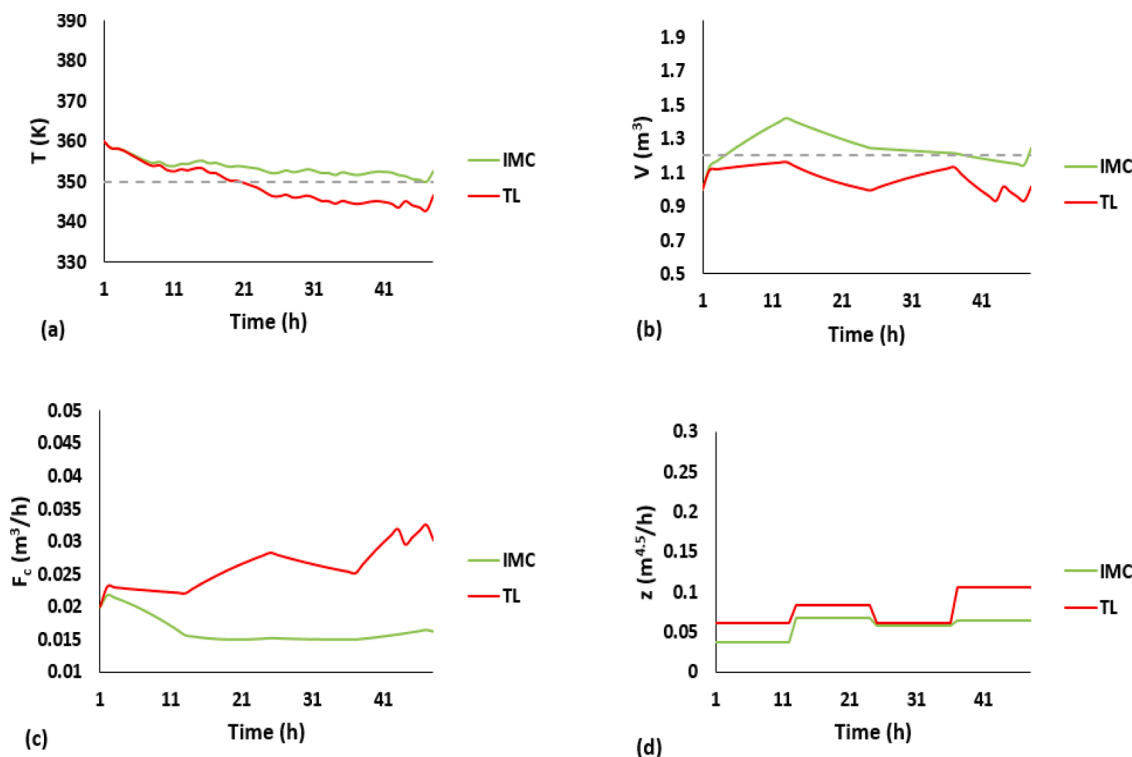 390
380
370
360
350
340
330
T (K)
1 11 21 31 41
Time (h)
IMC
TL
(a)
1.9
1.7
1.5
1.3
1.1
0.9
0.7
0.5
V (m³)
1 11 21 31 41
Time (h)
IMC
TL
(b)
0.05
0.045
0.04
0.035
0.03
0.025
0.02
0.015
0.01
F_c (m³/h)
1 11 21 31 41
Time (h)
IMC
TL
(c)
0.3
0.25
0.2
0.15
0.1
0.05
0
z (m^4.5/h)
1 11 21 31 41
Time (h)
IMC
TL
(d)